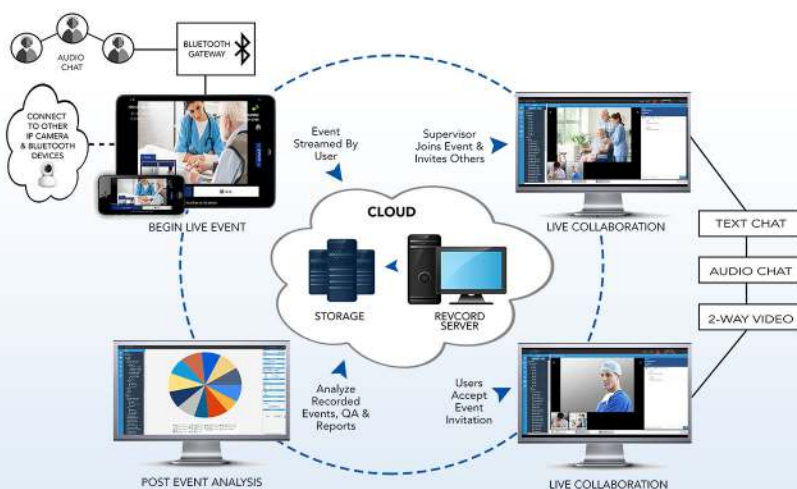 AUDIO
CHAT
BLUETOOTH
GATEWAY
CONNECT
TO OTHER
IP CAMERA
& BLUETOOTH
DEVICES
BEGIN LIVE EVENT
Event
Streamed By
User
Supervisor
Joins Event &
Invites Others
LIVE COLLABORATION
CLOUD
STORAGE
REVCORD
SERVER
TEXT CHAT
AUDIO CHAT
2-WAY VIDEO
Analyze
Recorded
Events, QA &
Reports
Users
Accept
Event
Invitation
POST EVENT ANALYSIS
LIVE COLLABORATION